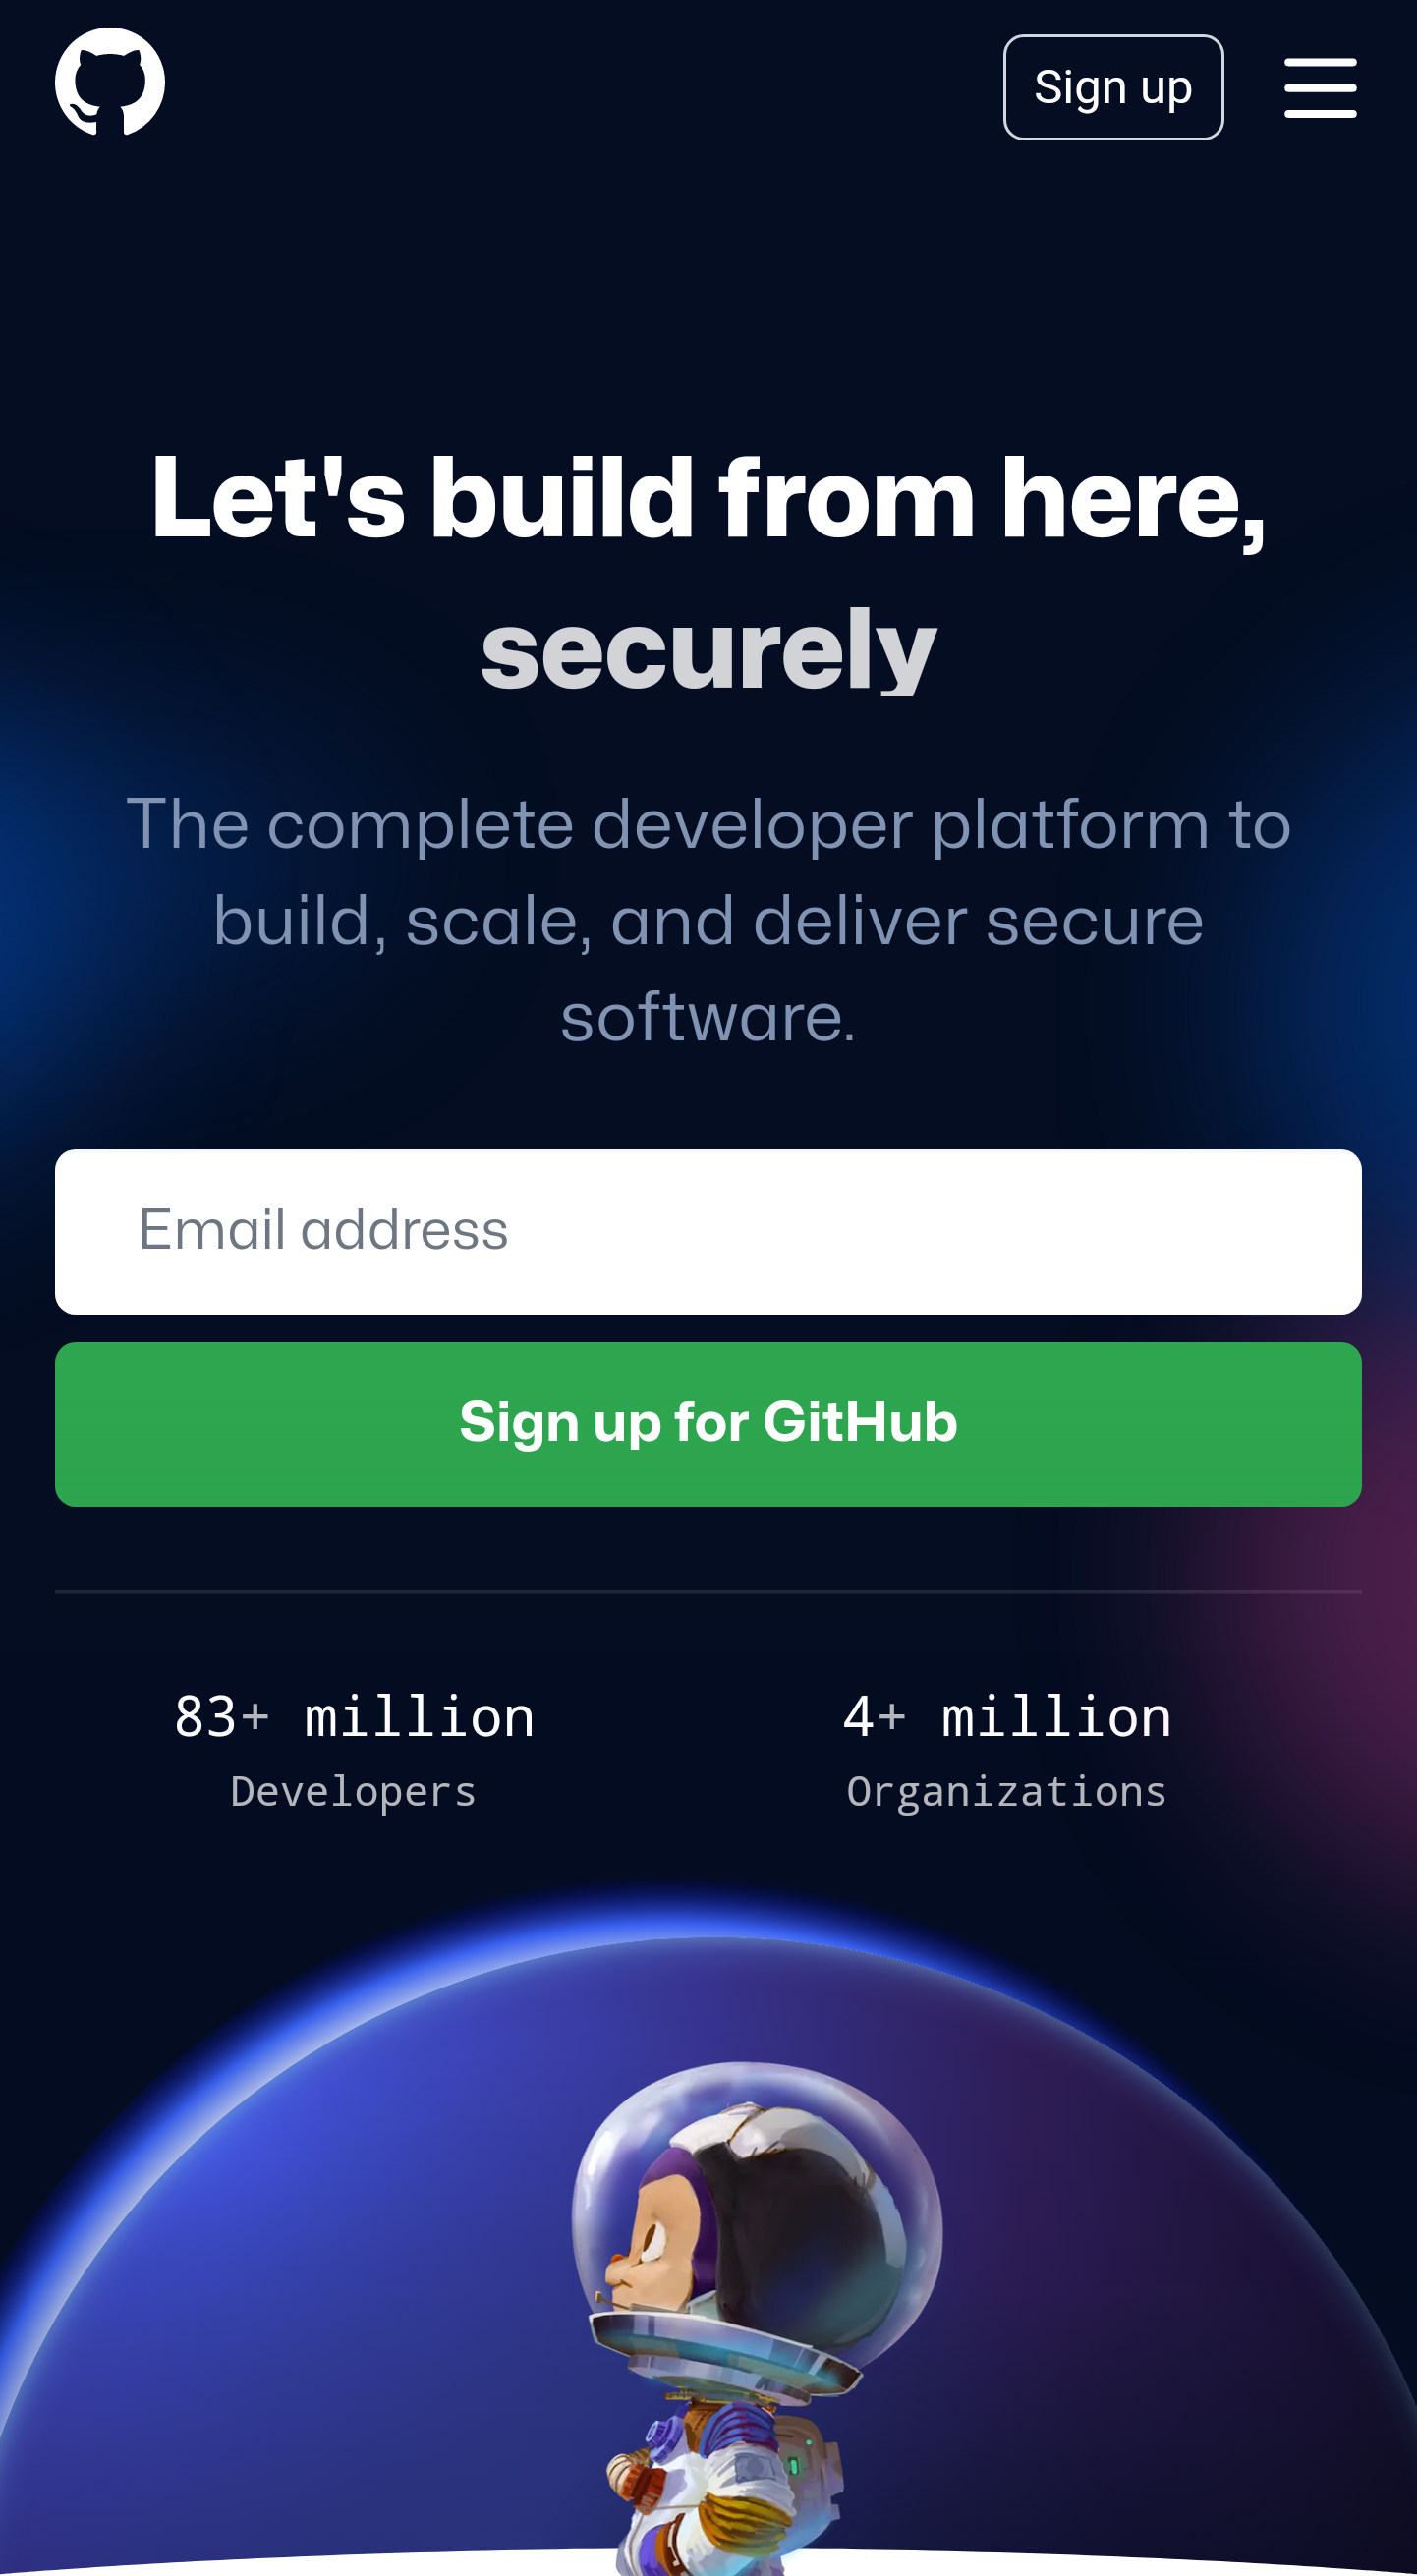 Sign up
Let's build from here,
securely
The complete developer platform to
build, scale, and deliver secure
software.
Email address
Sign up for GitHub
83+ million
4+ million
Developers
Organizations